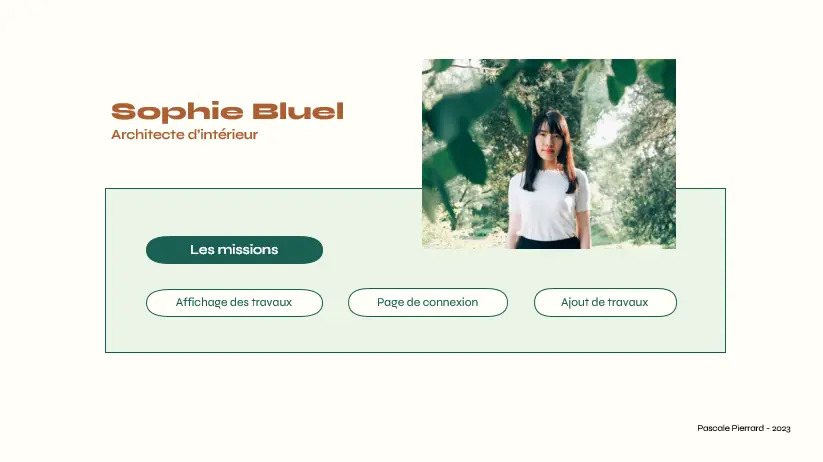 Sophie Bluel
Architecte d'intérieur
Les missions
Affichage des travaux
Page de connexion
Ajout de travaux
Pascale Pierrard - 2023